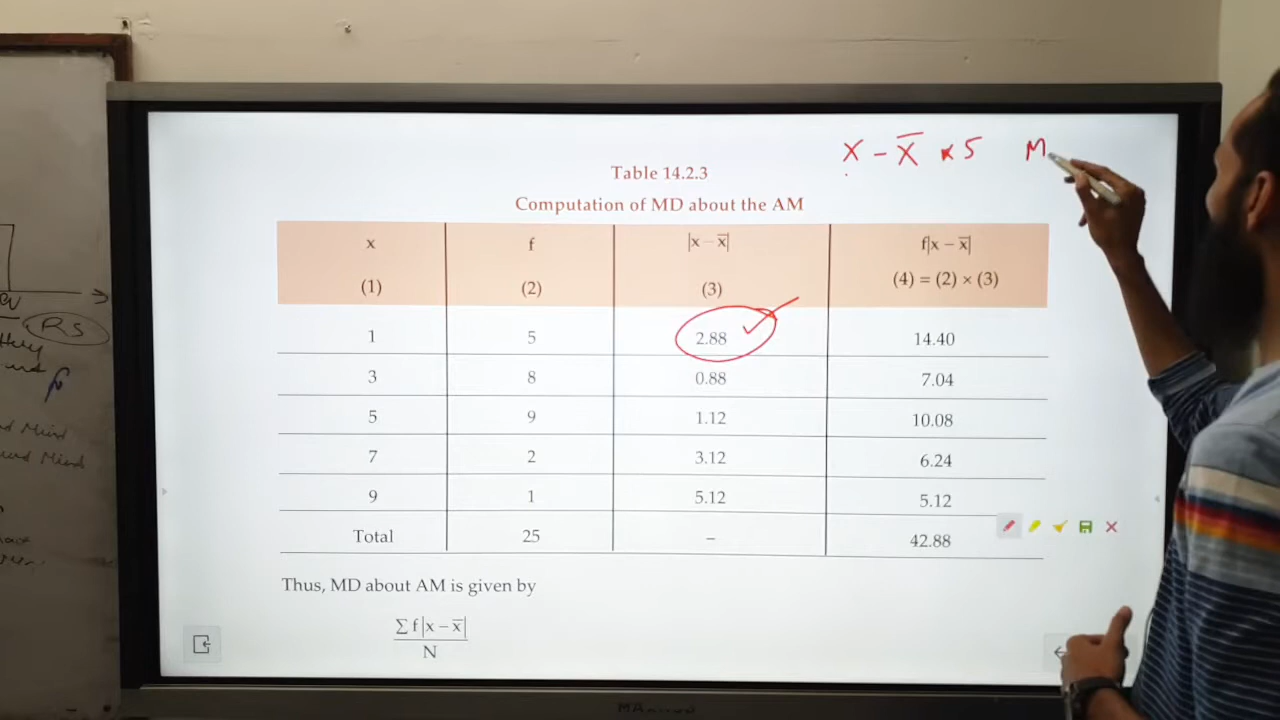 X - X̅ × 5 M
Table 14.2.3
Computation of MD about the AM
x f |x – x̅| f|x – x̅|
(1) (2) (3) (4) = (2) × (3)
1 5 2.88 14.40
3 8 0.88 7.04
5 9 1.12 10.08
7 2 3.12 6.24
9 1 5.12 5.12
Total 25 – 42.88
Thus, MD about AM is given by
∑ f |x – x̅|
N
RS